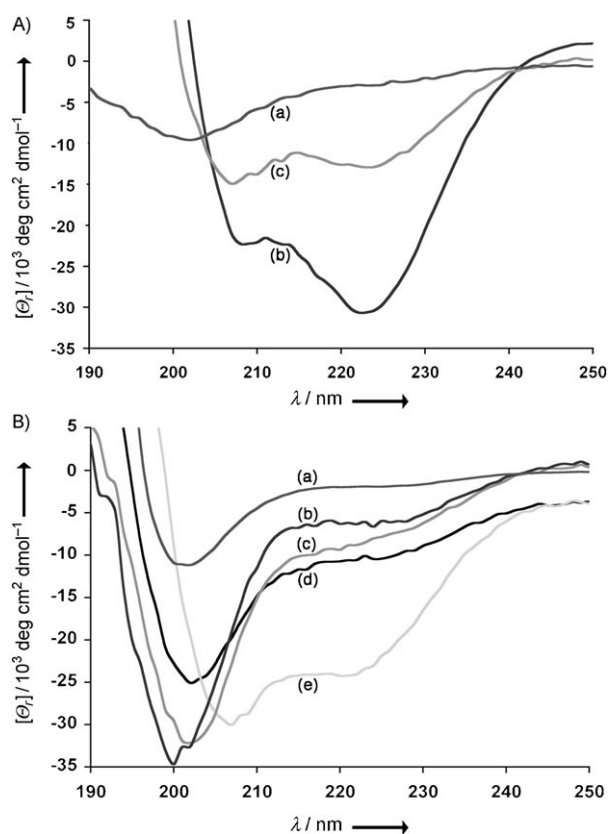 A)
[Θr] / 10³ deg cm² dmol⁻¹
5
0
-5
-10
-15
-20
-25
-30
-35
(a)
(c)
(b)
190 200 210 220 230 240 250
λ / nm
B)
[Θr] / 10³ deg cm² dmol⁻¹
5
0
-5
-10
-15
-20
-25
-30
-35
(a)
(b)
(c)
(d)
(e)
190 200 210 220 230 240 250
λ / nm